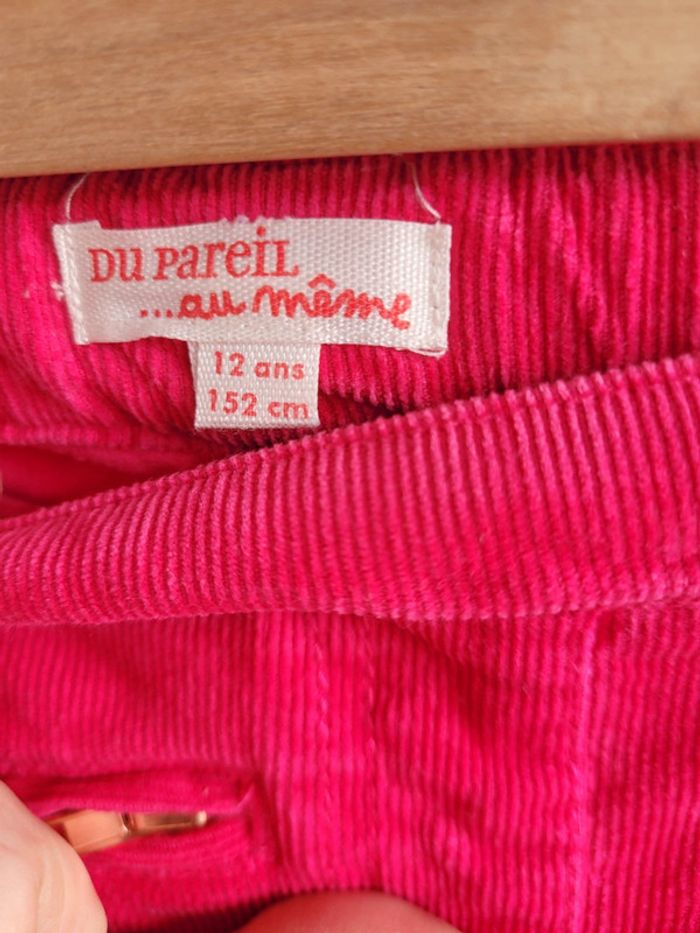 DU PareiL
...au même
12 ans
152 cm